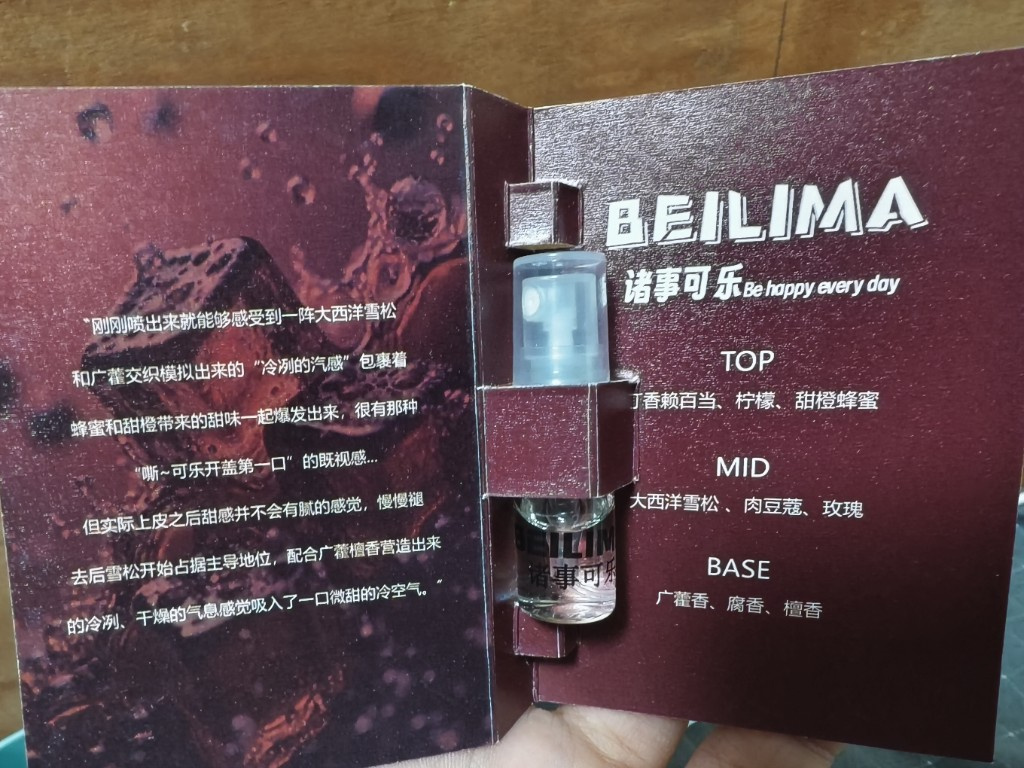 “刚刚喷出来就能够感受到一阵大西洋雪松
和广藿交织模拟出来的“冷冽的汽感”包裹着
蜂蜜和甜橙带来的甜味一起爆发出来，很有那种
“嘶~可乐开盖第一口”的既视感...
但实际上皮之后甜感并不会有腻的感觉，慢慢褪
去后雪松开始占据主导地位，配合广藿檀香营造出来
的冷冽、干燥的气息感觉吸入了一口微甜的冷空气。”
BEILIMA
诸事可乐 Be happy every day
TOP
丁香赖百当、柠檬、甜橙蜂蜜
MID
大西洋雪松、肉豆蔻、玫瑰
BASE
广藿香、腐香、檀香
BEILIM
诸事可乐